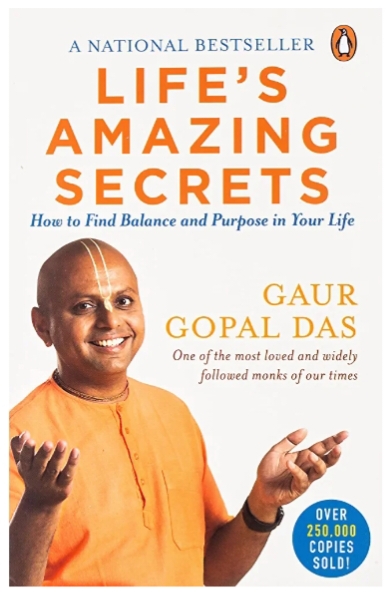 A NATIONAL BESTSELLER
LIFE'S
AMAZING
SECRETS
How to Find Balance and Purpose in Your Life
GAUR
GOPAL DAS
One of the most loved and widely
followed monks of our times
OVER
250,000
COPIES
SOLD!